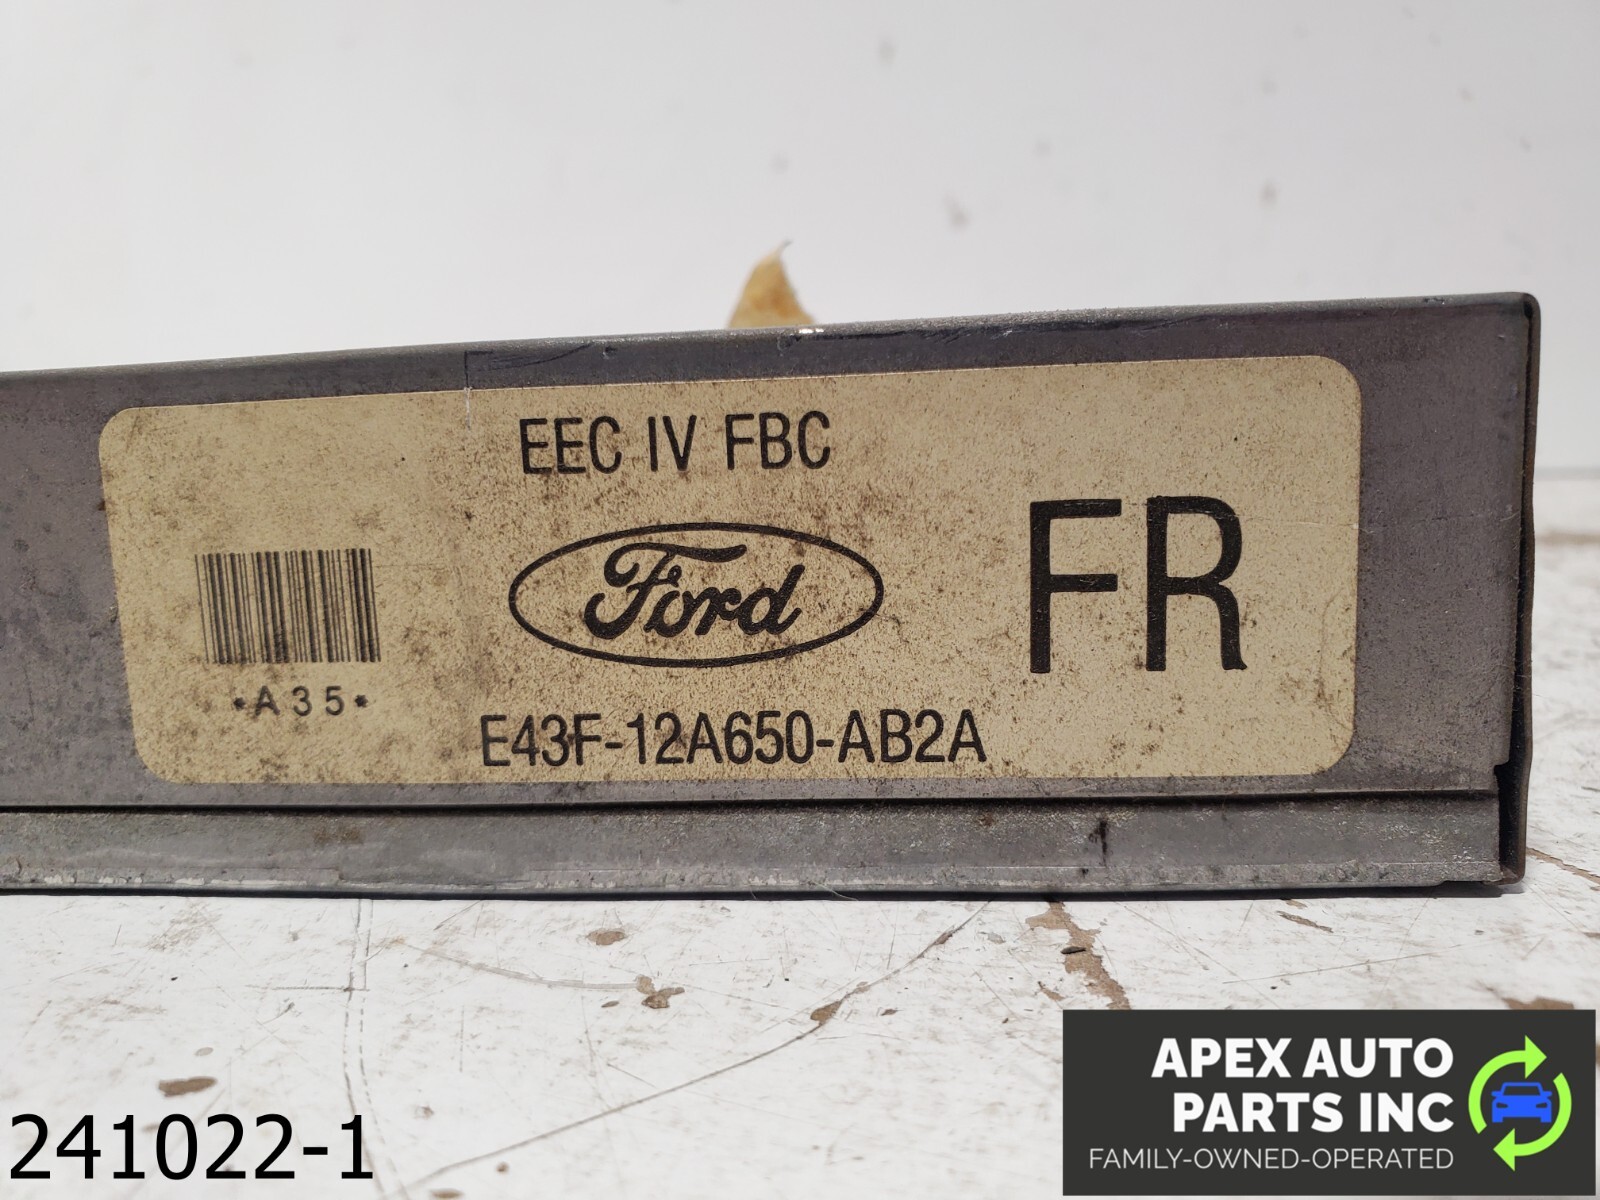 EEC IV FBC
Ford
FR
*A35*
E43F-12A650-AB2A
241022-1
APEX AUTO
PARTS INC
FAMILY-OWNED-OPERATED